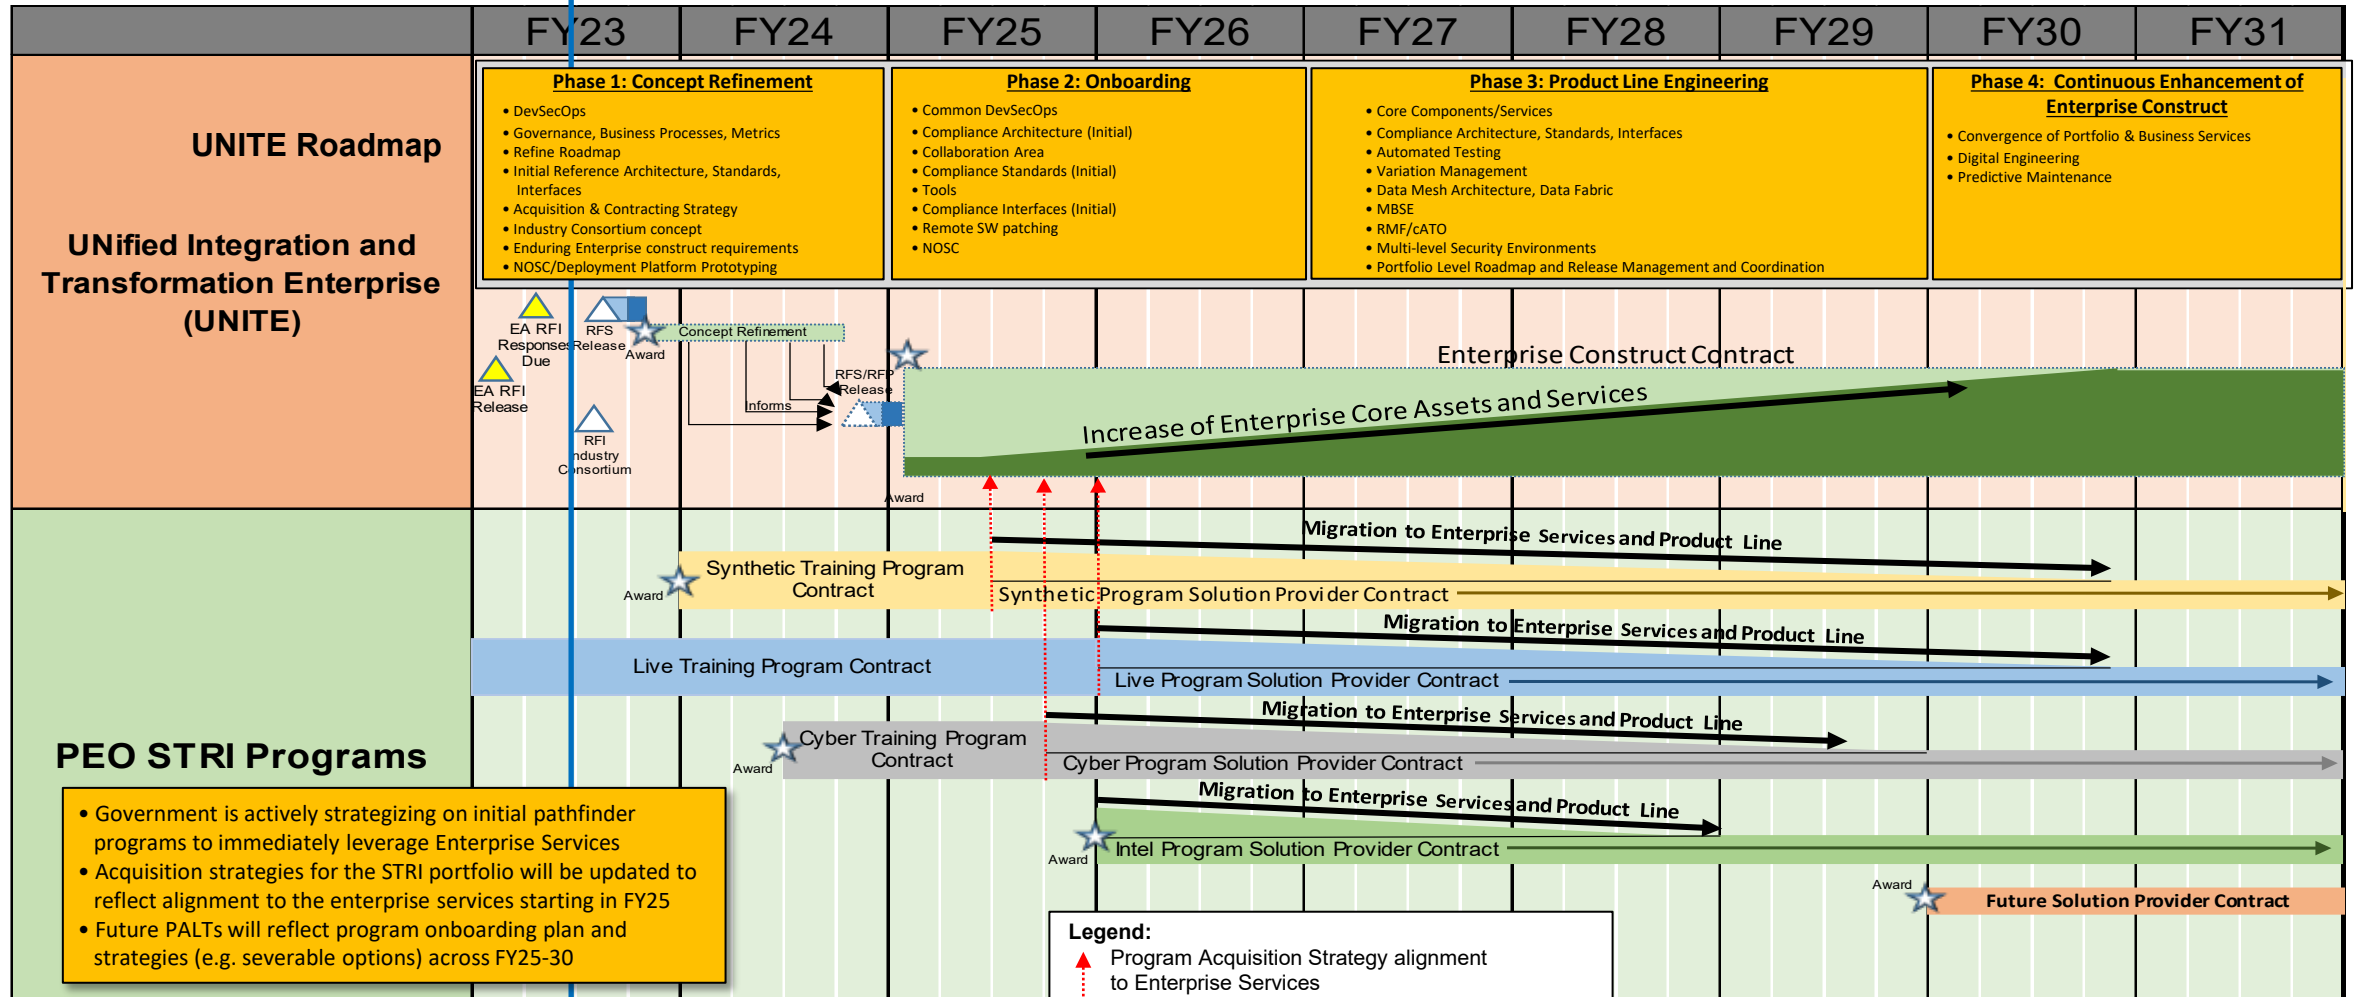 FY23 FY24 FY25 FY26 FY27 FY28 FY29 FY30 FY31
UNITE Roadmap
UNified Integration and
Transformation Enterprise
(UNITE)
Phase 1: Concept Refinement
• DevSecOps
• Governance, Business Processes, Metrics
• Refine Roadmap
• Initial Reference Architecture, Standards,
Interfaces
• Acquisition & Contracting Strategy
• Industry Consortium concept
• Enduring Enterprise construct requirements
• NOSC/Deployment Platform Prototyping
Phase 2: Onboarding
• Common DevSecOps
• Compliance Architecture (Initial)
• Collaboration Area
• Compliance Standards (Initial)
• Tools
• Compliance Interfaces (Initial)
• Remote SW patching
• NOSC
Phase 3: Product Line Engineering
• Core Components/Services
• Compliance Architecture, Standards, Interfaces
• Automated Testing
• Variation Management
• Data Mesh Architecture, Data Fabric
• MBSE
• RMF/cATO
• Multi-level Security Environments
• Portfolio Level Roadmap and Release Management and Coordination
Phase 4: Continuous Enhancement of
Enterprise Construct
• Convergence of Portfolio & Business Services
• Digital Engineering
• Predictive Maintenance
EA RFI
Responses
Due
RFS
Release
Award
Concept Refinement
EA RFI
Release
RFI
Industry
Consortium
Informs
RFS/RFP
Release
Award
Enterprise Construct Contract
Increase of Enterprise Core Assets and Services
PEO STRI Programs
Migration to Enterprise Services and Product Line
Award
Synthetic Training Program
Contract
Synthetic Program Solution Provider Contract
Migration to Enterprise Services and Product Line
Live Training Program Contract
Live Program Solution Provider Contract
Migration to Enterprise Services and Product Line
Award
Cyber Training Program
Contract
Cyber Program Solution Provider Contract
Migration to Enterprise Services and Product Line
Award
Intel Program Solution Provider Contract
Award
Future Solution Provider Contract
• Government is actively strategizing on initial pathfinder
programs to immediately leverage Enterprise Services
• Acquisition strategies for the STRI portfolio will be updated to
reflect alignment to the enterprise services starting in FY25
• Future PALTs will reflect program onboarding plan and
strategies (e.g. severable options) across FY25-30
Legend:
Program Acquisition Strategy alignment
to Enterprise Services